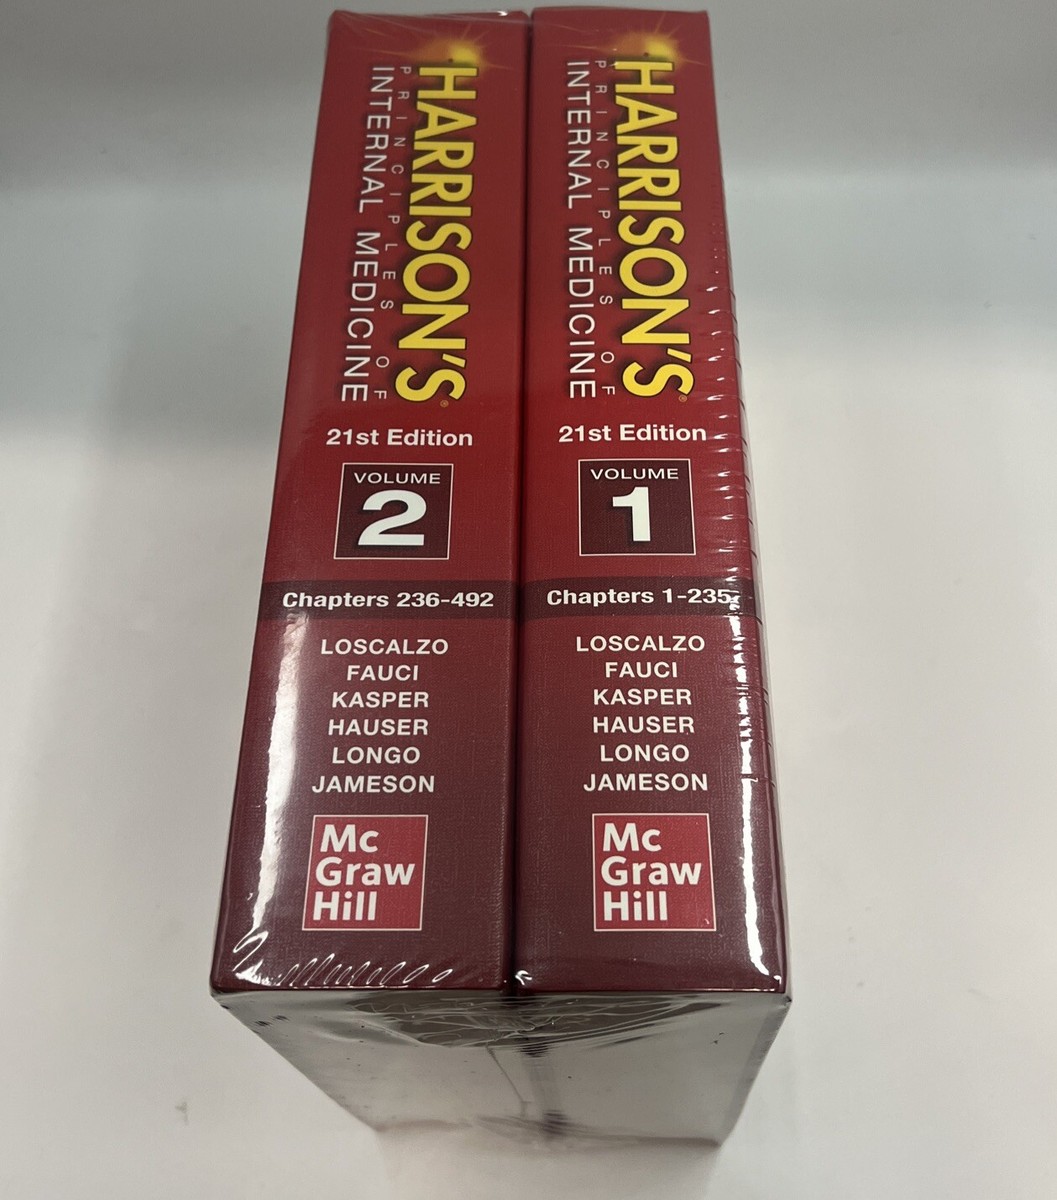 HARRISON'S®
PRINCIPLES OF
INTERNAL MEDICINE
21st Edition
VOLUME
2
Chapters 236-492
LOSCALZO
FAUCI
KASPER
HAUSER
LONGO
JAMESON
Mc
Graw
Hill
HARRISON'S®
PRINCIPLES OF
INTERNAL MEDICINE
21st Edition
VOLUME
1
Chapters 1-235
LOSCALZO
FAUCI
KASPER
HAUSER
LONGO
JAMESON
Mc
Graw
Hill